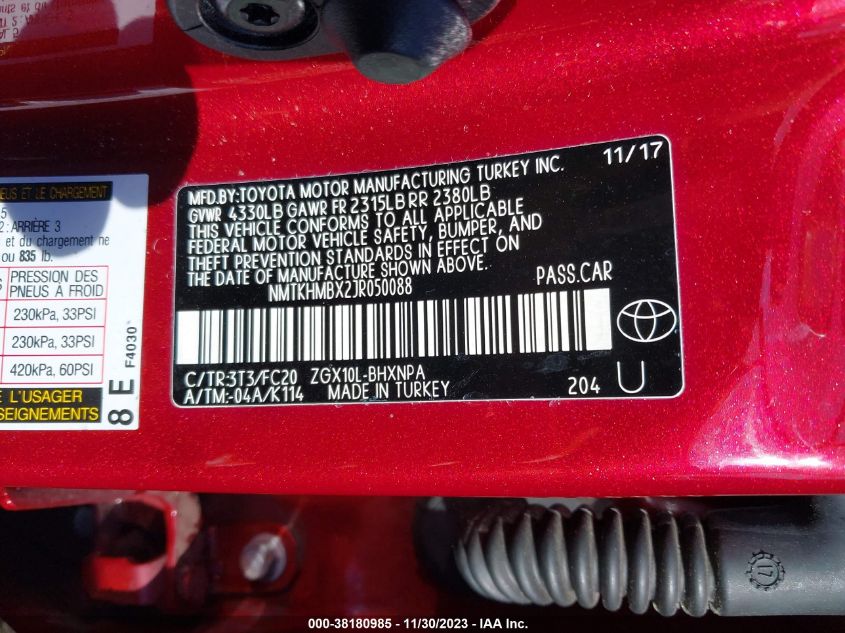 MFD.BY:TOYOTA MOTOR MANUFACTURING TURKEY INC. 11/17
GVWR 4330LB GAWR FR 2315LB RR 2380LB
THIS VEHICLE CONFORMS TO ALL APPLICABLE
FEDERAL MOTOR VEHICLE SAFETY, BUMPER, AND
THEFT PREVENTION STANDARDS IN EFFECT ON
THE DATE OF MANUFACTURE SHOWN ABOVE.
NMTKHMBX2JR050088 PASS.CAR
C/TR:3T3/FC20 ZGX10L-BHXNPA
A/TM:-04A/K114 MADE IN TURKEY 204 U
ES ET LE CHARGEMENT
5
2 : ARRIÈRE 3
s et du chargement ne
ou 835 lb.
PRESSION DES
PNEUS À FROID
230kPa, 33PSI
230kPa, 33PSI
420kPa, 60PSI
E L'USAGER
SEIGNEMENTS
8 E F4030
17
000-38180985 - 11/30/2023 - IAA Inc.